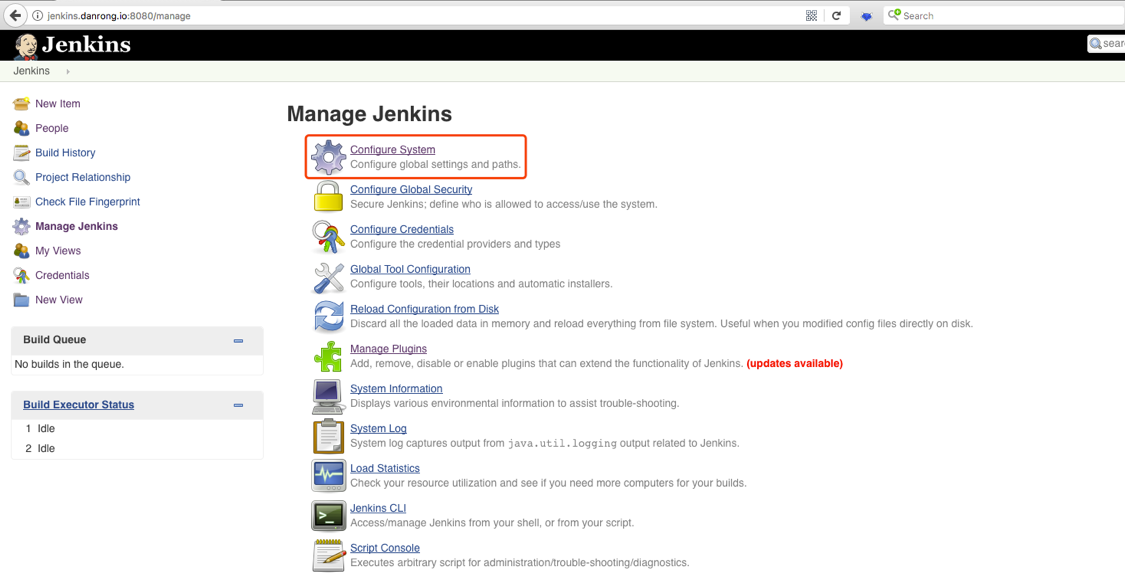 jenkins.danrong.io:8080/manage
Search
Jenkins
sear
Jenkins
New Item
People
Build History
Project Relationship
Check File Fingerprint
Manage Jenkins
My Views
Credentials
New View
Build Queue
No builds in the queue.
Build Executor Status
1 Idle
2 Idle
Manage Jenkins
Configure System
Configure global settings and paths.
Configure Global Security
Secure Jenkins; define who is allowed to access/use the system.
Configure Credentials
Configure the credential providers and types
Global Tool Configuration
Configure tools, their locations and automatic installers.
Reload Configuration from Disk
Discard all the loaded data in memory and reload everything from file system. Useful when you modified config files directly on disk.
Manage Plugins
Add, remove, disable or enable plugins that can extend the functionality of Jenkins. (updates available)
System Information
Displays various environmental information to assist trouble-shooting.
System Log
System log captures output from java.util.logging output related to Jenkins.
Load Statistics
Check your resource utilization and see if you need more computers for your builds.
Jenkins CLI
Access/manage Jenkins from your shell, or from your script.
Script Console
Executes arbitrary script for administration/trouble-shooting/diagnostics.